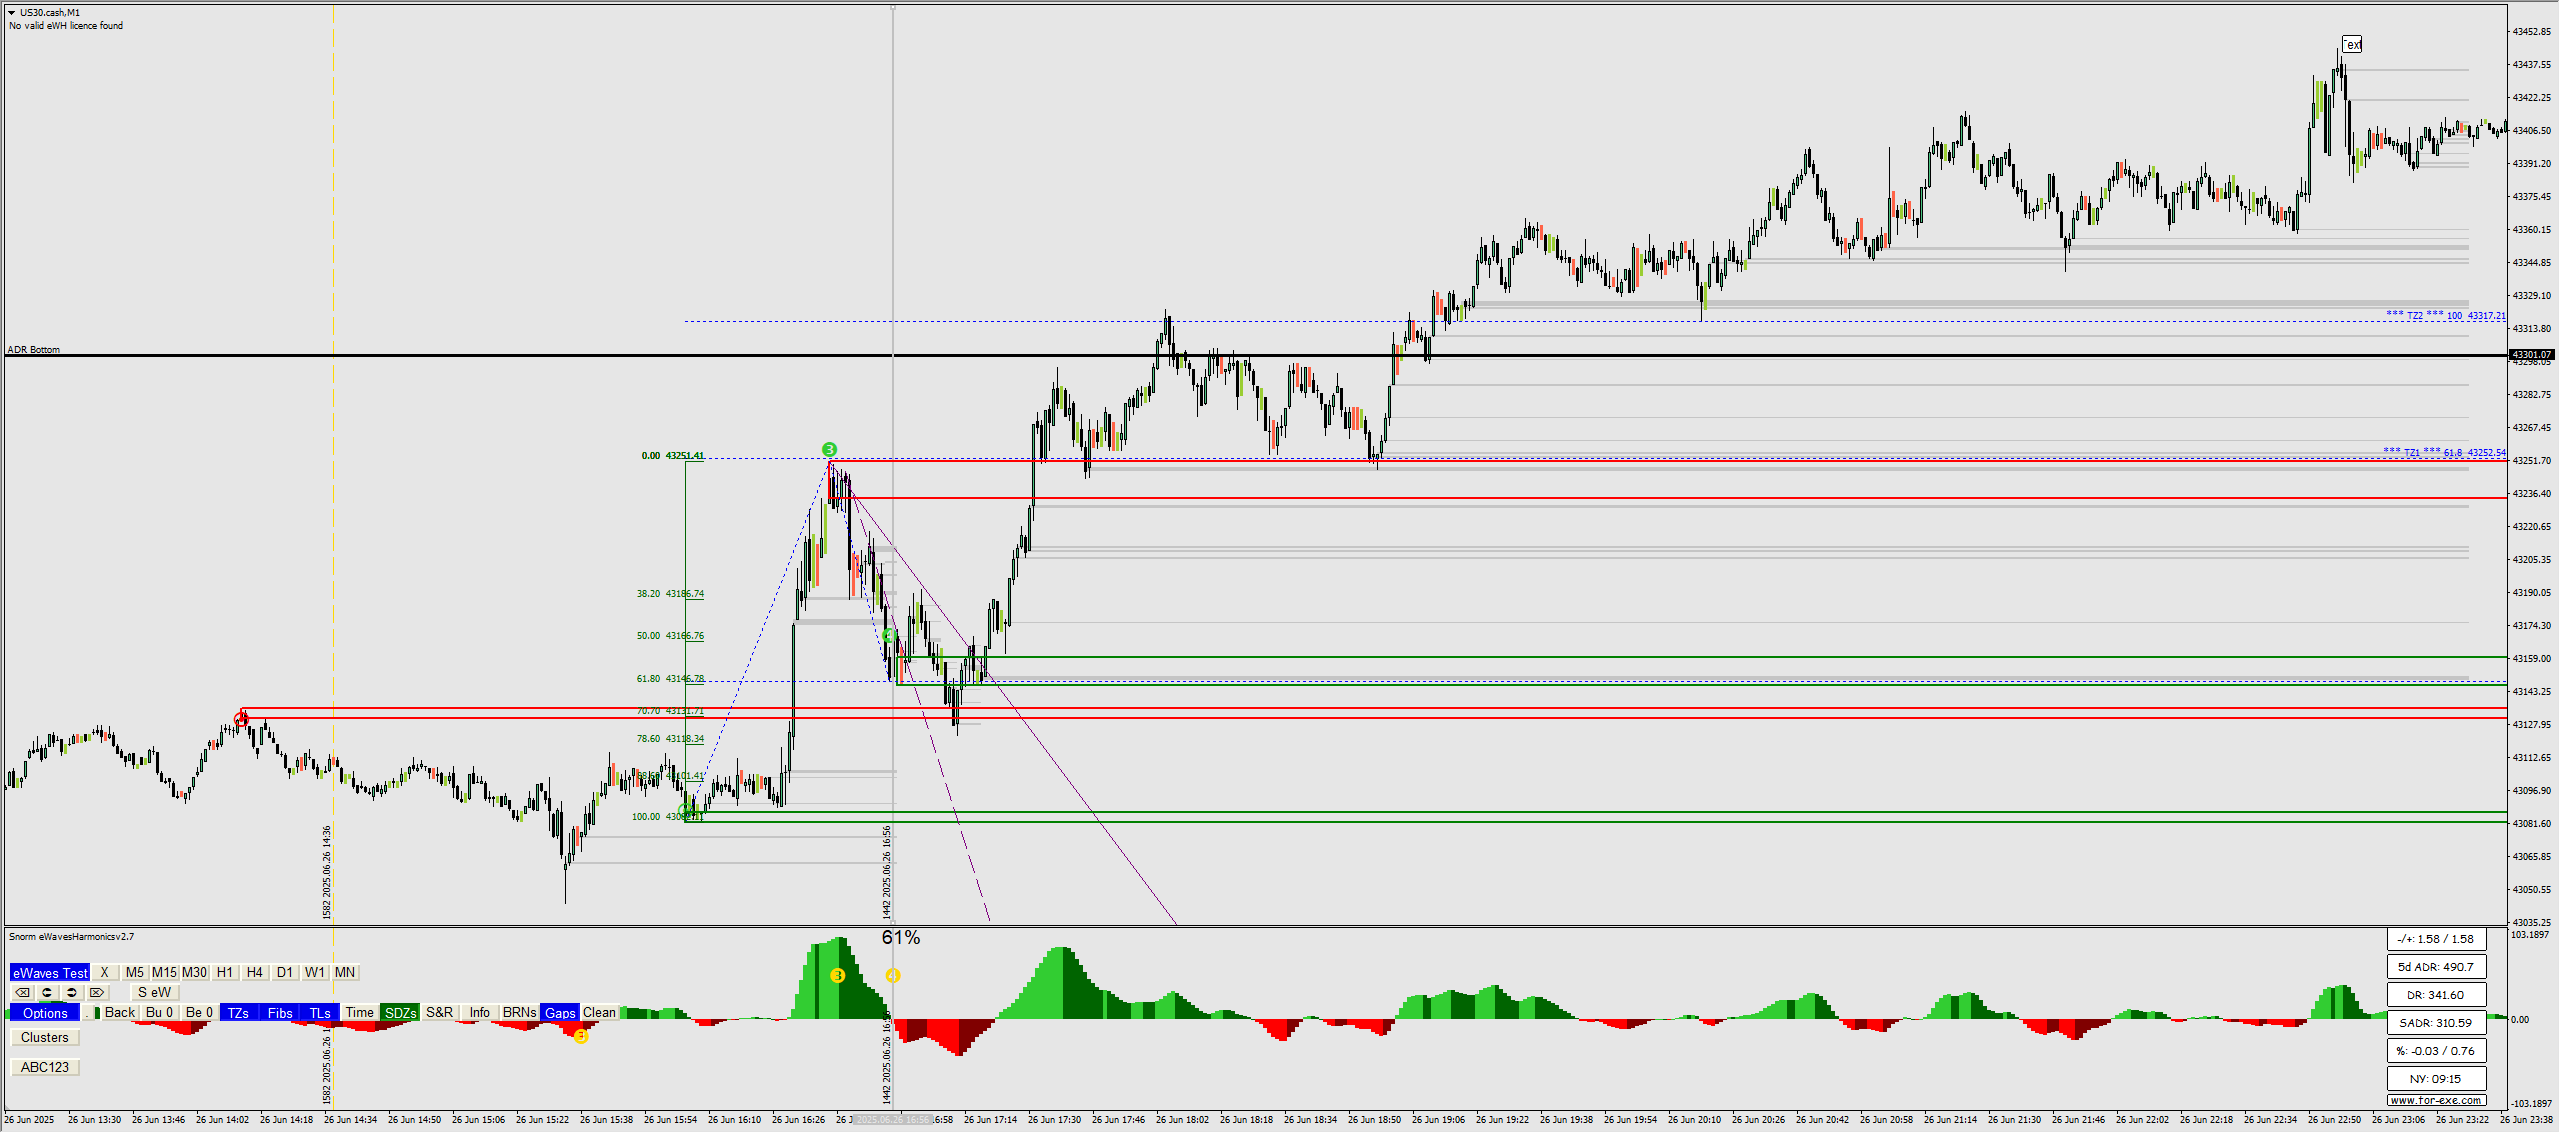 US30.cash,M1
No valid eWH licence found
Text
ADR Bottom
*** TZ2 *** 100 43317.21
*** TZ1 *** 61.8 43252.54
3
0.00 43251.41
38.20 43186.74
50.00 43166.76
61.80 43146.78
70.70 43131.71
78.60 43118.34
43101.41
100.00
1582 2025.06.26 14:36
1442 2025.06.26 16:56
43452.85
43437.55
43422.25
43406.50
43391.20
43375.45
43360.15
43344.85
43329.10
43313.80
43301.07
43298.05
43282.75
43267.45
43251.70
43236.40
43220.65
43205.35
43190.05
43174.30
43159.00
43143.25
43127.95
43112.65
43096.90
43081.60
43065.85
43050.55
43035.25
Snorm eWavesHarmonicsv2.7
61%
3
4
3
eWaves Test X M5 M15 M30 H1 H4 D1 W1 MN
S eW
Options . Back Bu 0 Be 0 TZs Fibs TLs Time SDZs S&R Info BRNs Gaps Clean
Clusters
ABC123
1582 2025.06.26 1
1442 2025.06.26 16:56
-/+: 1.58 / 1.58
5d ADR: 490.7
DR: 341.60
SADR: 310.59
%: -0.03 / 0.76
NY: 09:15
www.for-exe.com
103.1897
0.00
-103.1897
26 Jun 2025 26 Jun 13:30 26 Jun 13:46 26 Jun 14:02 26 Jun 14:18 26 Jun 14:34 26 Jun 14:50 26 Jun 15:06 26 Jun 15:22 26 Jun 15:38 26 Jun 15:54 26 Jun 16:10 26 Jun 16:26 26 J 2025.06.26 16:56 6:58 26 Jun 17:14 26 Jun 17:30 26 Jun 17:46 26 Jun 18:02 26 Jun 18:18 26 Jun 18:34 26 Jun 18:50 26 Jun 19:06 26 Jun 19:22 26 Jun 19:38 26 Jun 19:54 26 Jun 20:10 26 Jun 20:26 26 Jun 20:42 26 Jun 20:58 26 Jun 21:14 26 Jun 21:30 26 Jun 21:46 26 Jun 22:02 26 Jun 22:18 26 Jun 22:34 26 Jun 22:50 26 Jun 23:06 26 Jun 23:22 26 Jun 23:38